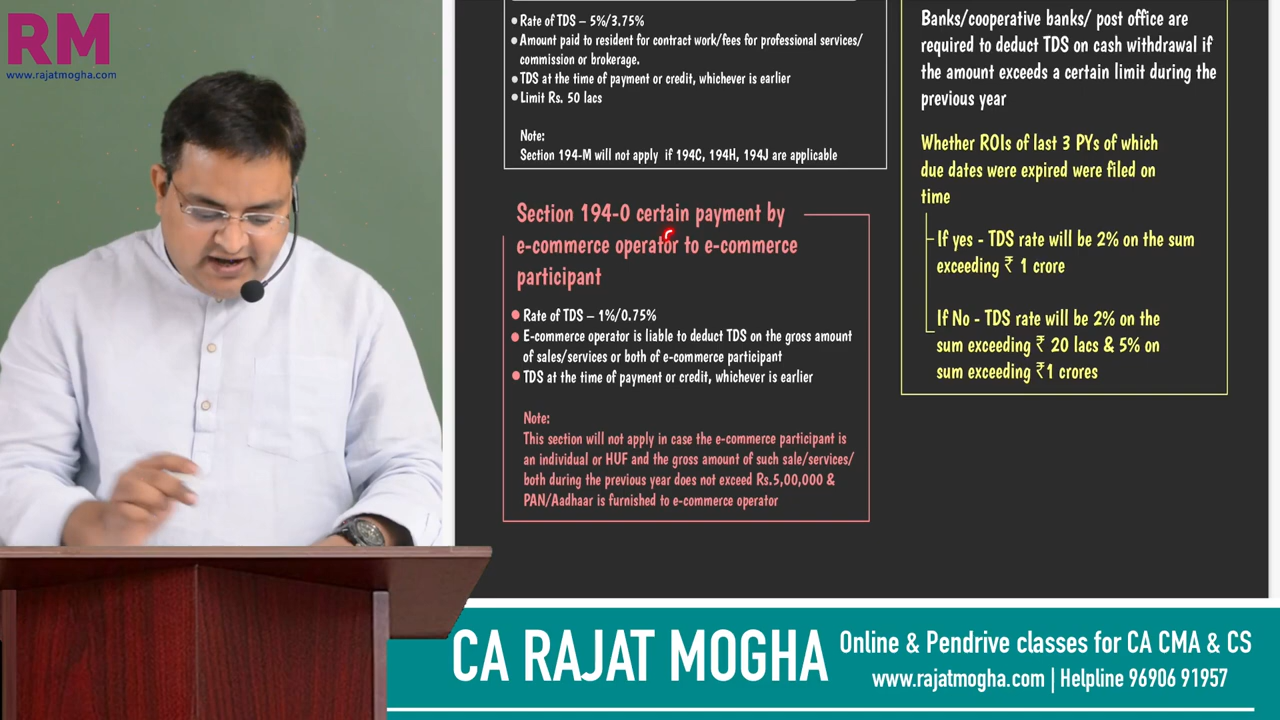 RM
www.rajatmogha.com
• Rate of TDS – 5%/3.75%
• Amount paid to resident for contract work/fees for professional services/
commission or brokerage.
• TDS at the time of payment or credit, whichever is earlier
• Limit Rs. 50 lacs
Note:
Section 194-M will not apply if 194C, 194H, 194J are applicable
Section 194-O certain payment by
e-commerce operator to e-commerce
participant
• Rate of TDS – 1%/0.75%
• E-commerce operator is liable to deduct TDS on the gross amount
of sales/services or both of e-commerce participant
• TDS at the time of payment or credit, whichever is earlier
Note:
This section will not apply in case the e-commerce participant is
an individual or HUF and the gross amount of such sale/services/
both during the previous year does not exceed Rs.5,00,000 &
PAN/Aadhaar is furnished to e-commerce operator
Banks/cooperative banks/ post office are
required to deduct TDS on cash withdrawal if
the amount exceeds a certain limit during the
previous year
Whether ROIs of last 3 PYs of which
due dates were expired were filed on
time
If yes - TDS rate will be 2% on the sum
exceeding ₹ 1 crore
If No - TDS rate will be 2% on the
sum exceeding ₹ 20 lacs & 5% on
sum exceeding ₹1 crores
CA RAJAT MOGHA
Online & Pendrive classes for CA CMA & CS
www.rajatmogha.com | Helpline 96906 91957